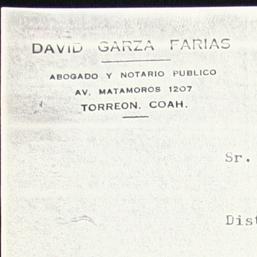 DAVID GARZA FARIAS
ABOGADO Y NOTARIO PUBLICO
AV. MATAMOROS 1207
TORREON, COAH.
Sr.
Dist